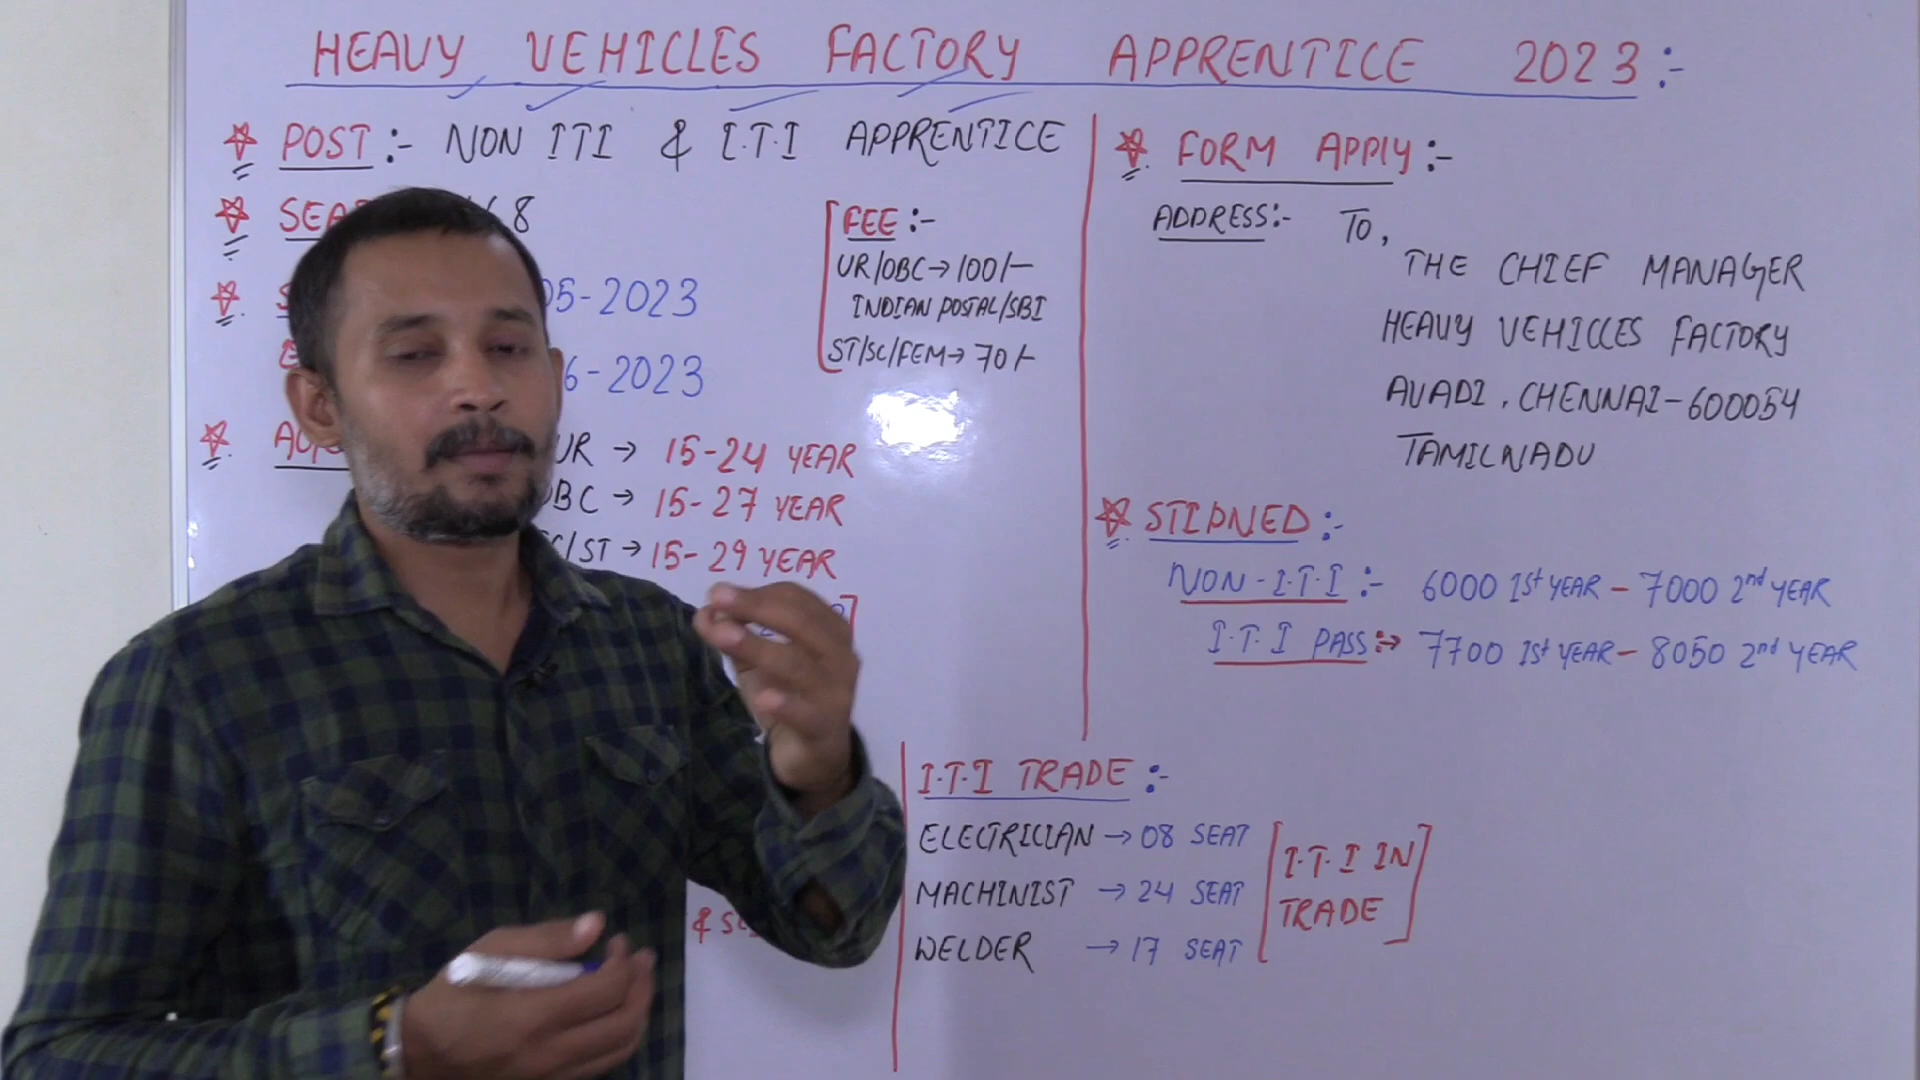 HEAVY VEHICLES FACTORY APPRENTICE 2023:-
POST:- NON ITI & I.T.I APPRENTICE
8
05-2023
6-2023
UR → 15-24 YEAR
OBC → 15-27 YEAR
/ST → 15-29 YEAR
FEE:-
UR/OBC→100/-
INDIAN POSTAL/SBI
ST/SC/FEM→70/-
FORM APPLY:-
ADDRESS:- TO,
THE CHIEF MANAGER
HEAVY VEHICLES FACTORY
AVADI, CHENNAI-600054
TAMILNADU
STIPNED:-
NON-I.T.I:- 6000 1st YEAR - 7000 2nd YEAR
I.T.I PASS:→ 7700 1st YEAR - 8050 2nd YEAR
I.T.I TRADE:-
ELECTRICIAN → 08 SEAT
MACHINIST → 24 SEAT
WELDER → 17 SEAT
[I.T.I IN
TRADE]